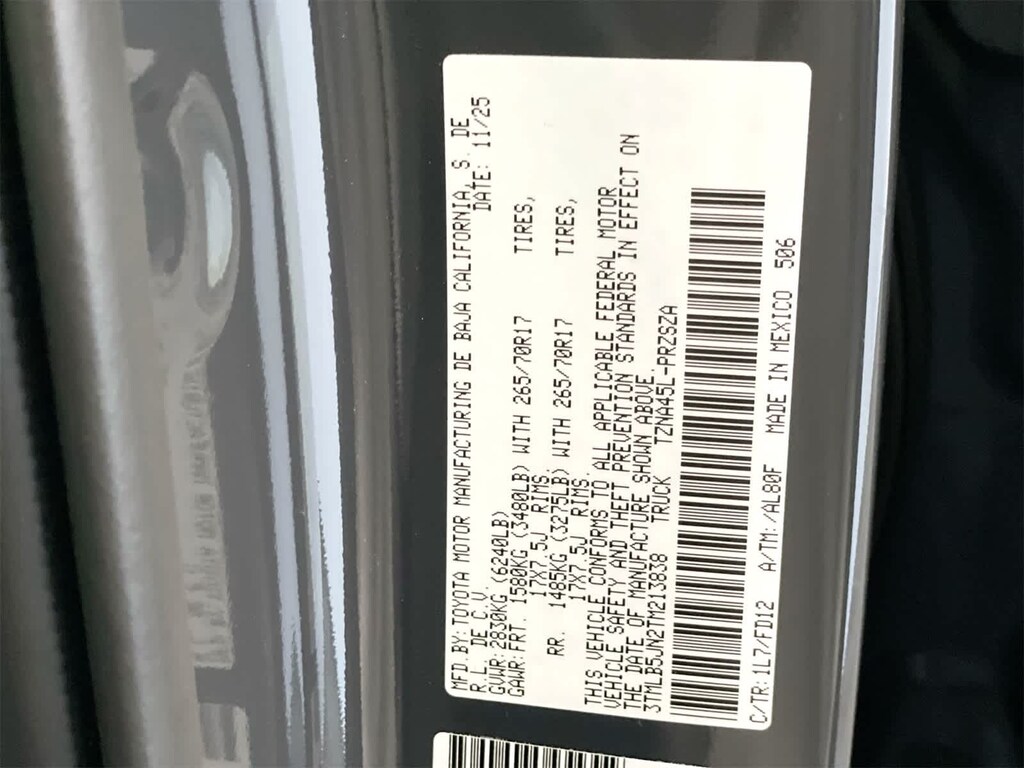 MFD.BY: TOYOTA MOTOR MANUFACTURING DE BAJA CALIFORNIA, S. DE
R.L. DE C.V. DATE: 11/25
GVWR: 2830KG (6240LB)
GAWR: FRT. 1580KG (3480LB) WITH 265/70R17 TIRES,
17X7.5J RIMS
RR. 1485KG (3275LB) WITH 265/70R17 TIRES,
17X7.5J RIMS.
THIS VEHICLE CONFORMS TO ALL APPLICABLE FEDERAL MOTOR
VEHICLE SAFETY AND THEFT PREVENTION STANDARDS IN EFFECT ON
THE DATE OF MANUFACTURE SHOWN ABOVE.
3TMLB5JN2TM213838 TRUCK TZNA45L-PRZSZA
C/TR: 1L7/FD12 A/TM: /AL80F MADE IN MEXICO 506